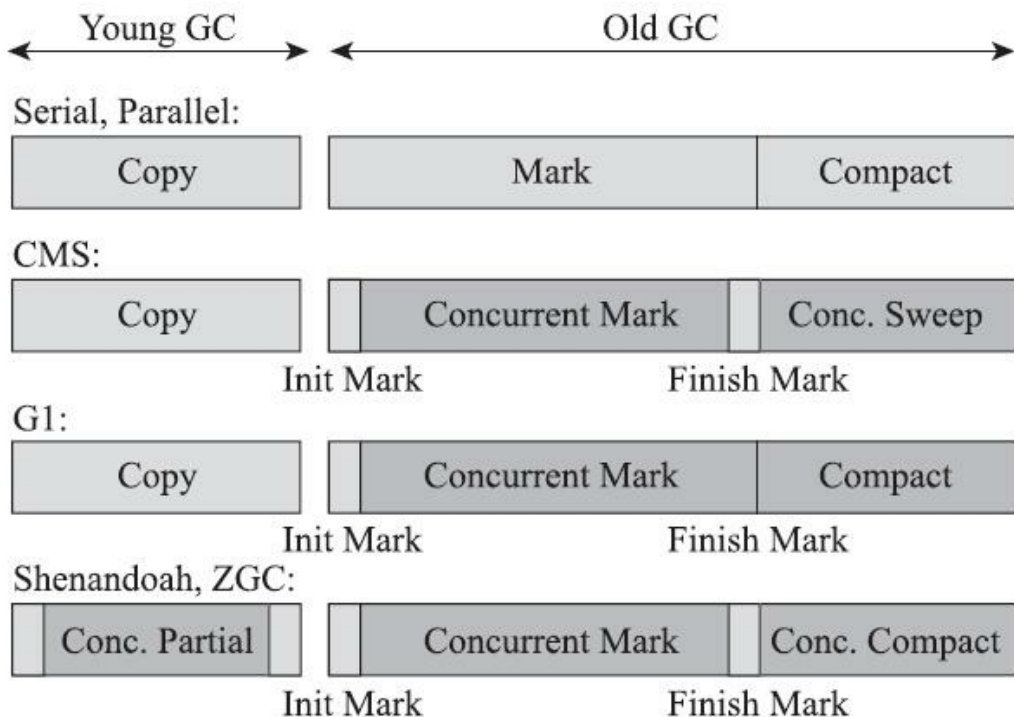 Young GC
Old GC
Serial, Parallel:
Copy
Mark
Compact
CMS:
Copy
Concurrent Mark
Conc. Sweep
Init Mark
Finish Mark
G1:
Copy
Concurrent Mark
Compact
Init Mark
Finish Mark
Shenandoah, ZGC:
Conc. Partial
Concurrent Mark
Conc. Compact
Init Mark
Finish Mark